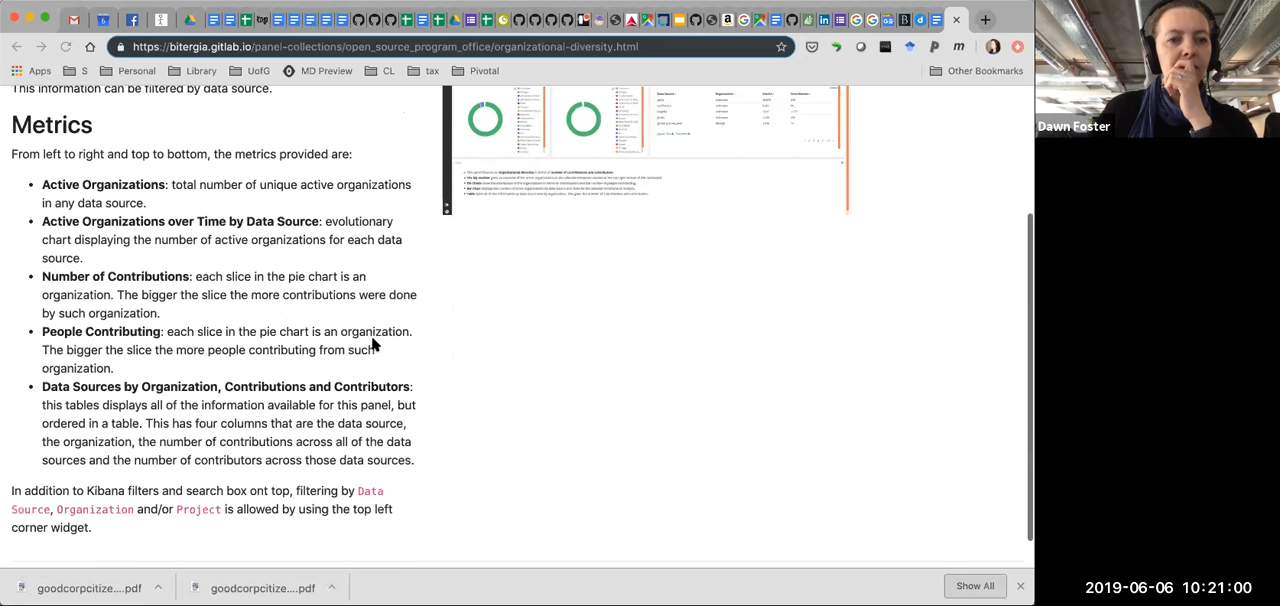 https://bitergia.gitlab.io/panel-collections/open_source_program_office/organizational-diversity.html
Apps S Personal Library UofG MD Preview CL tax Pivotal Other Bookmarks
this information can be filtered by data source.
Metrics
From left to right and top to bottom, the metrics provided are:
Active Organizations: total number of unique active organizations
in any data source.
Active Organizations over Time by Data Source: evolutionary
chart displaying the number of active organizations for each data
source.
Number of Contributions: each slice in the pie chart is an
organization. The bigger the slice the more contributions were done
by such organization.
People Contributing: each slice in the pie chart is an organization.
The bigger the slice the more people contributing from such
organization.
Data Sources by Organization, Contributions and Contributors:
this tables displays all of the information available for this panel, but
ordered in a table. This has four columns that are the data source,
the organization, the number of contributions across all of the data
sources and the number of contributors across those data sources.
In addition to Kibana filters and search box ont top, filtering by Data
Source, Organization and/or Project is allowed by using the top left
corner widget.
goodcorpcitize....pdf goodcorpcitize....pdf Show All
Dawn Foster
2019-06-06 10:21:00